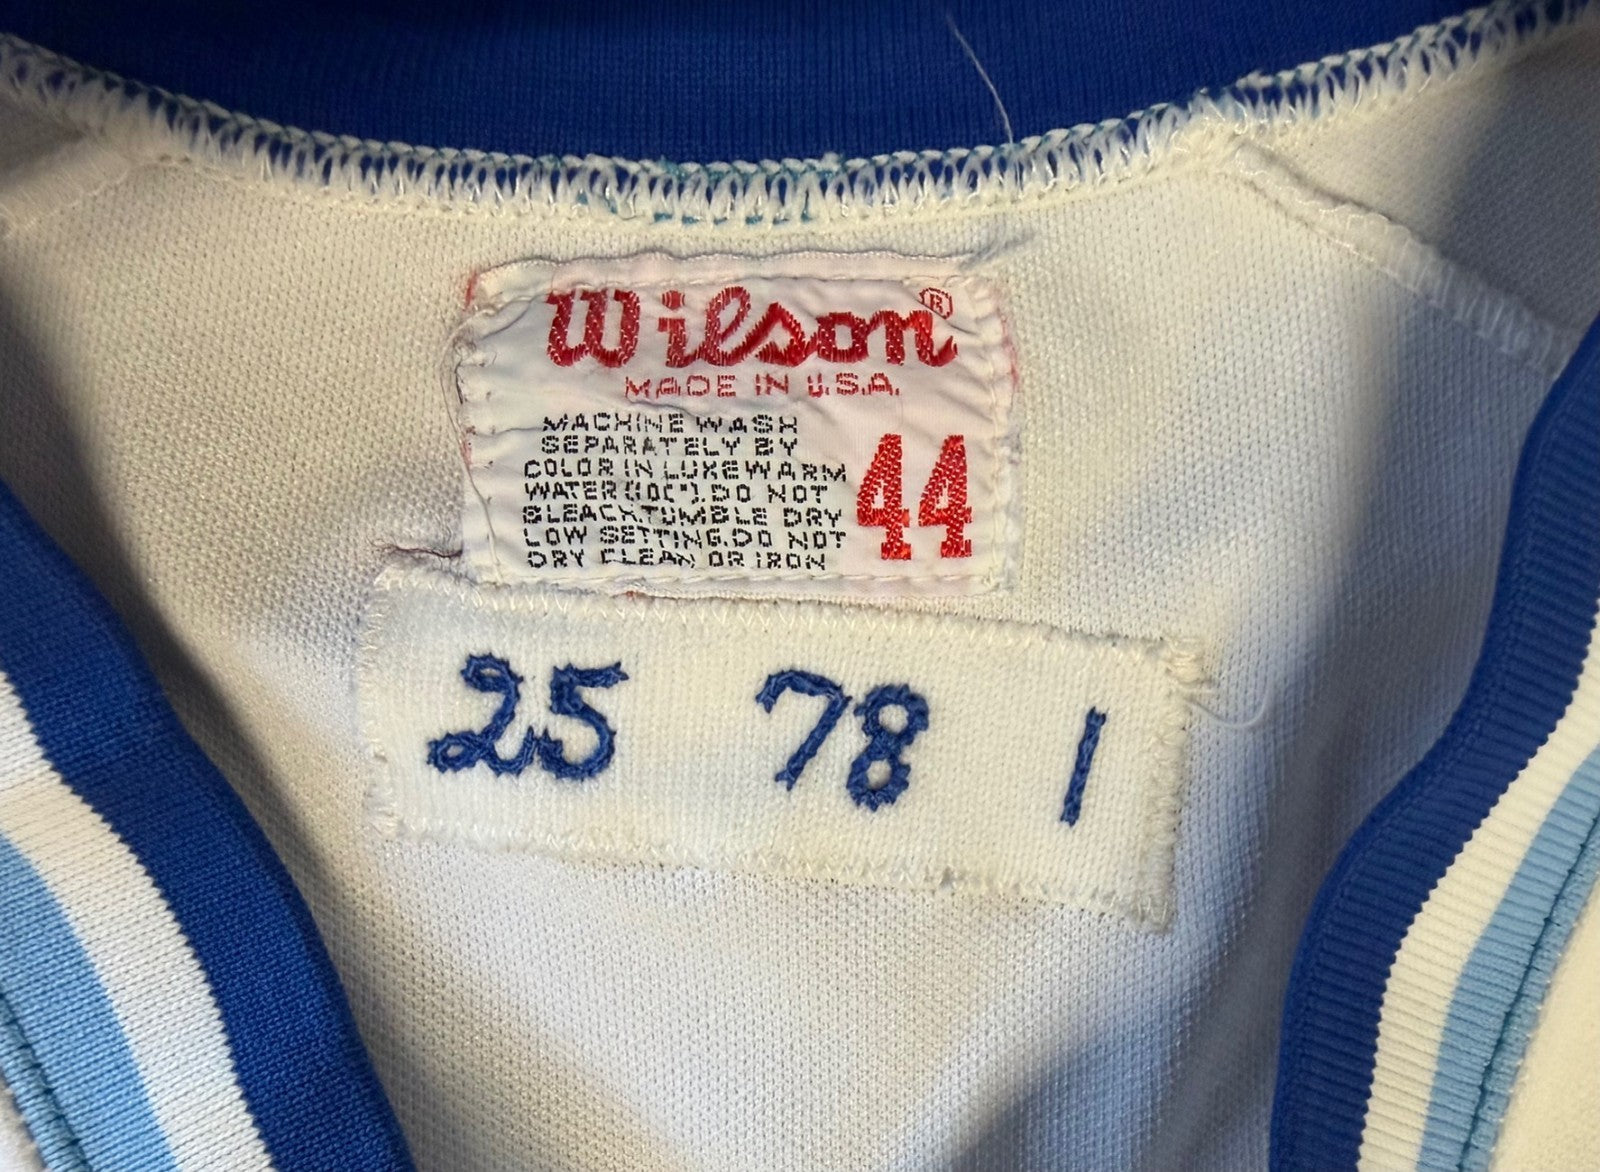 Wilson®
MADE IN U.S.A.
MACHINE WASH
SEPARATELY BY
COLOR IN LUKEWARM
WATER (100°). DO NOT
BLEACH. TUMBLE DRY
LOW SETTING. DO NOT
DRY CLEAN OR IRON
44
25 78 1